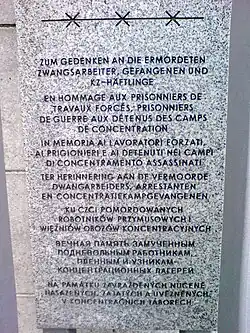 ZUM GEDENKEN AN DIE ERMORDETEN
ZWANGSARBEITER, GEFANGENEN UND
KZ-HÄFTLINGE
EN HOMMAGE AUX PRISONNIERS DE
TRAVAUX FORCÉS, PRISONNIERS
DE GUERRE AUX DÉTENUS DES CAMPS
DE CONCENTRATION
IN MEMORIA AI LAVORATORI FORZATI,
AI PRIGIONIERI E AI DETENUTI NEI CAMPI
DI CONCENTRAMENTO ASSASSINATI
TER HERINNERING AAN DE VERMOORDE
DWANGARBEIDERS, ARRESTANTEN
EN CONCENTRATIEKAMPGEVANGENEN
KU CZCI POMORDOWANYCH
ROBOTNIKÓW PRZYMUSOWYCH I
WIĘŹNIÓW OBOZÓW KONCENTRACYJNYCH
ВЕЧНАЯ ПАМЯТЬ ЗАМУЧЕННЫМ
ПОДНЕВОЛЬНЫМ РАБОТНИКАМ,
ПЛЕННЫМ И УЗНИКАМ
КОНЦЕНТРАЦИОННЫХ ЛАГЕРЕЙ
NA PAMÁTKU ZAVRAŽDĚNÝCH NUCENĚ
NASAZENÝCH, ZAJATÝCH A UVĚZNĚNÝCH
V KONCENTRAČNÍCH TÁBORECH